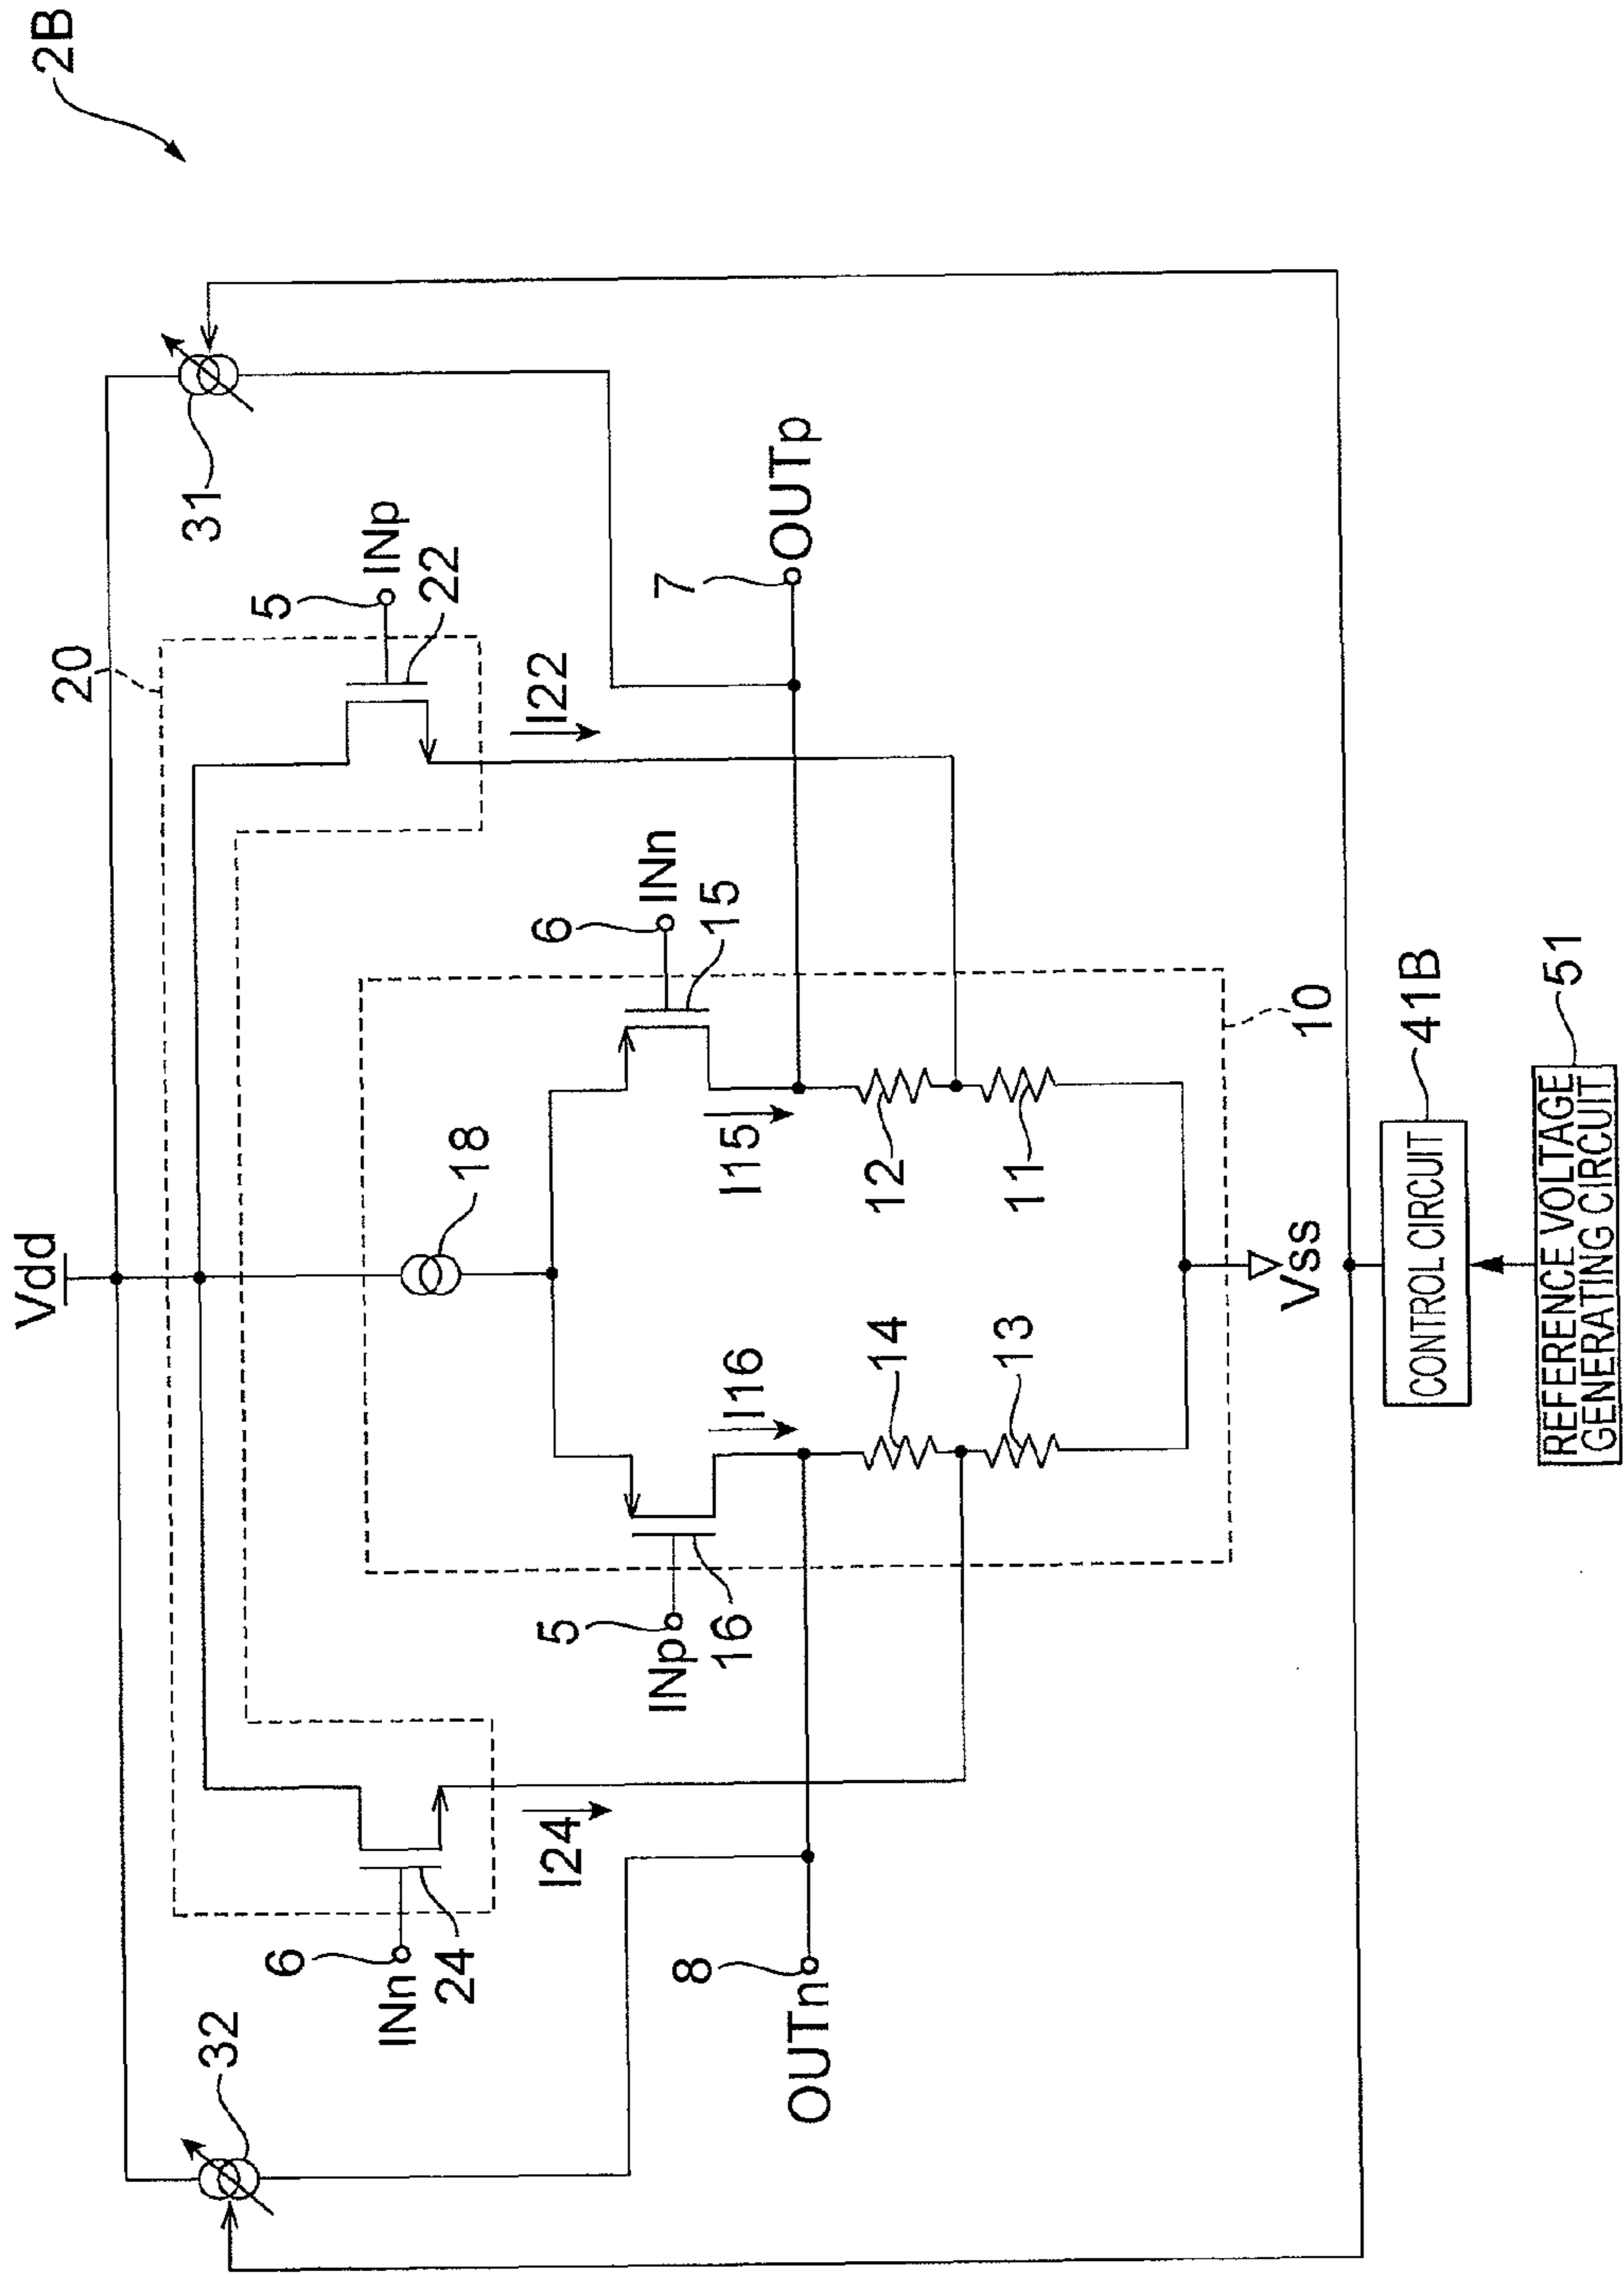 2B
Vdd
20
31
5
INp
22
I22
32
6
INn
24
I24
18
6
INn
15
I15
5
INp
16
I16
7
OUTp
8
OUTn
12
11
14
13
10
Vss
41B
CONTROL CIRCUIT
51
REFERENCE VOLTAGE
GENERATING CIRCUIT